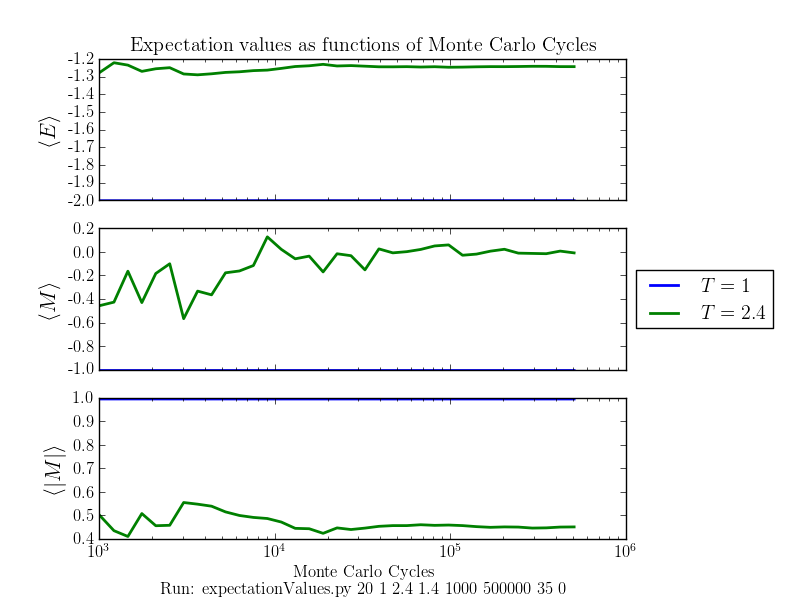 Expectation values as functions of Monte Carlo Cycles
⟨E⟩
-1.2
-1.3
-1.4
-1.5
-1.6
-1.7
-1.8
-1.9
-2.0
⟨M⟩
0.2
0.0
-0.2
-0.4
-0.6
-0.8
-1.0
T = 1
T = 2.4
⟨|M|⟩
1.0
0.9
0.8
0.7
0.6
0.5
0.4
10³ 10⁴ 10⁵ 10⁶
Monte Carlo Cycles
Run: expectationValues.py 20 1 2.4 1.4 1000 500000 35 0